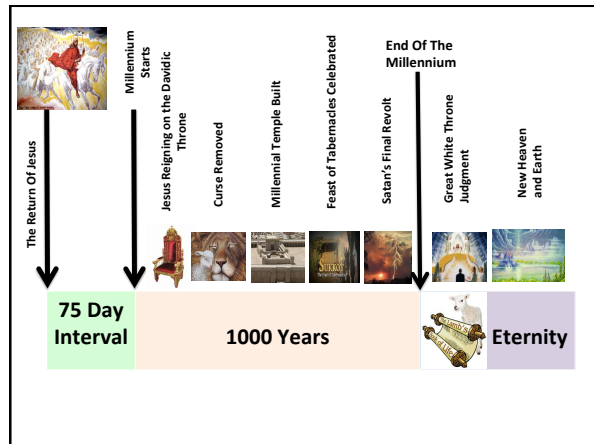 The Return Of Jesus
Millennium
Starts
Jesus Reigning on the Davidic
Throne
Curse Removed
Millennial Temple Built
Feast of Tabernacles Celebrated
Satan's Final Revolt
End Of The
Millennium
Great White Throne
Judgment
New Heaven
and Earth
SUKKOT
75 Day
Interval
1000 Years
Eternity